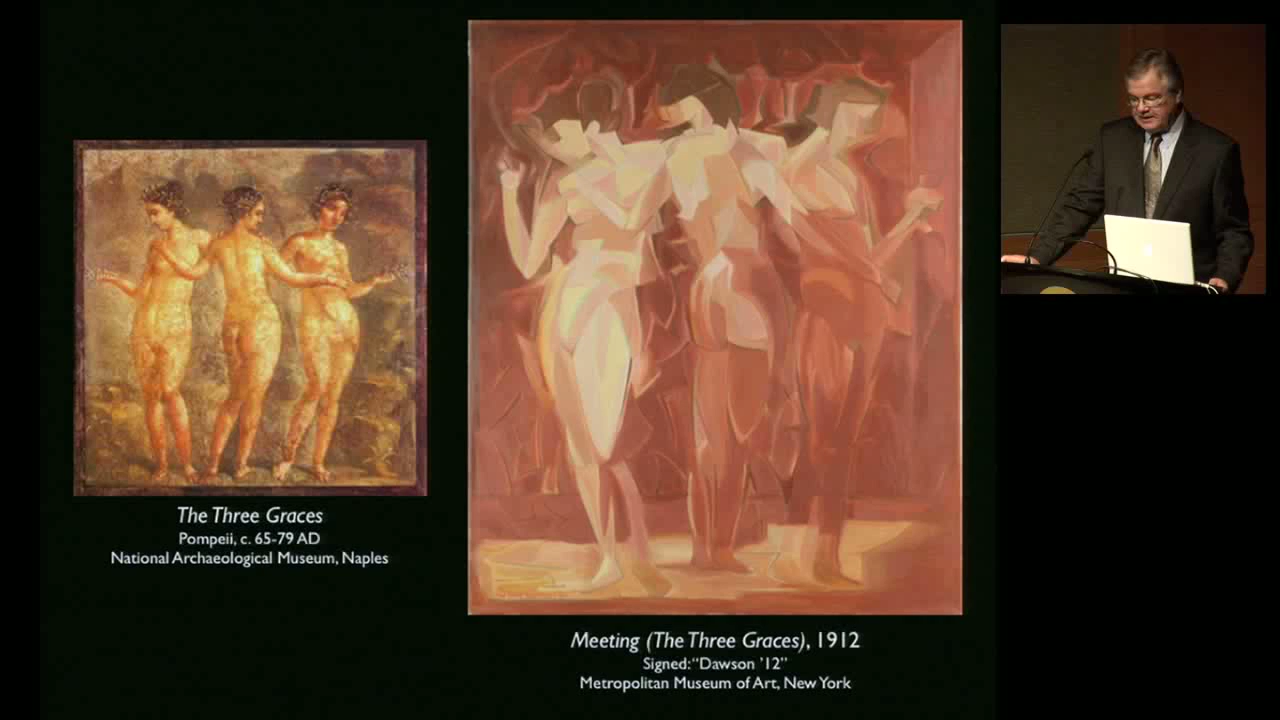 The Three Graces
Pompeii, c. 65-79 AD
National Archaeological Museum, Naples
Meeting (The Three Graces), 1912
Signed: "Dawson '12"
Metropolitan Museum of Art, New York